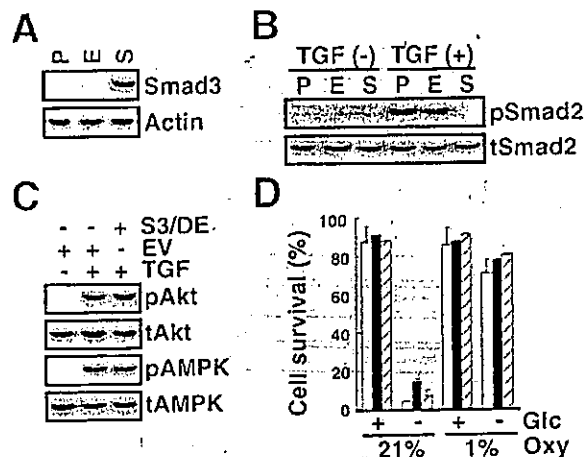 A
P E S
Smad3
Actin
B
TGF (-) TGF (+)
P E S P E S
pSmad2
tSmad2
C
- - + S3/DE
+ + - EV
- + + TGF
pAkt
tAkt
pAMPK
tAMPK
D
Cell survival (%)
100
80
60
40
20
0
+ - + - Glc
21% 1% Oxy